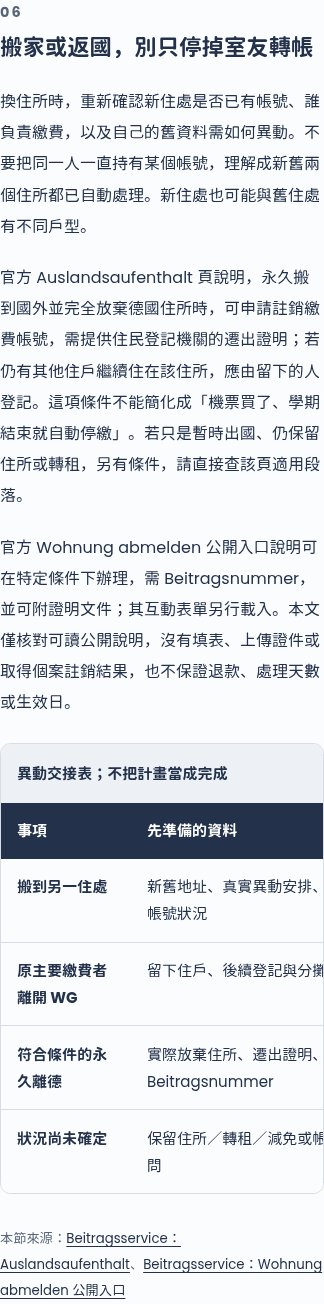 06
搬家或返國，別只停掉室友轉帳
換住所時，重新確認新住處是否已有帳號、誰
負責繳費，以及自己的舊資料需如何異動。不
要把同一人一直持有某個帳號，理解成新舊兩
個住所都已自動處理。新住處也可能與舊住處
有不同戶型。
官方 Auslandsaufenthalt 頁說明，永久搬
到國外並完全放棄德國住所時，可申請註銷繳
費帳號，需提供住民登記機關的遷出證明；若
仍有其他住戶繼續住在該住所，應由留下的人
登記。這項條件不能簡化成「機票買了、學期
結束就自動停繳」。若只是暫時出國、仍保留
住所或轉租，另有條件，請直接查該頁適用段
落。
官方 Wohnung abmelden 公開入口說明可
在特定條件下辦理，需 Beitragsnummer，
並可附證明文件；其互動表單另行載入。本文
僅核對可讀公開說明，沒有填表、上傳證件或
取得個案註銷結果，也不保證退款、處理天數
或生效日。
異動交接表；不把計畫當成完成
事項 先準備的資料
搬到另一住處 新舊地址、真實異動安排、
帳號狀況
原主要繳費者 留下住戶、後續登記與分攤
離開 WG
符合條件的永 實際放棄住所、遷出證明、
久離德 Beitragsnummer
狀況尚未確定 保留住所／轉租／減免或帳
問
本節來源：Beitragsservice：
Auslandsaufenthalt、Beitragsservice：Wohnung
abmelden 公開入口